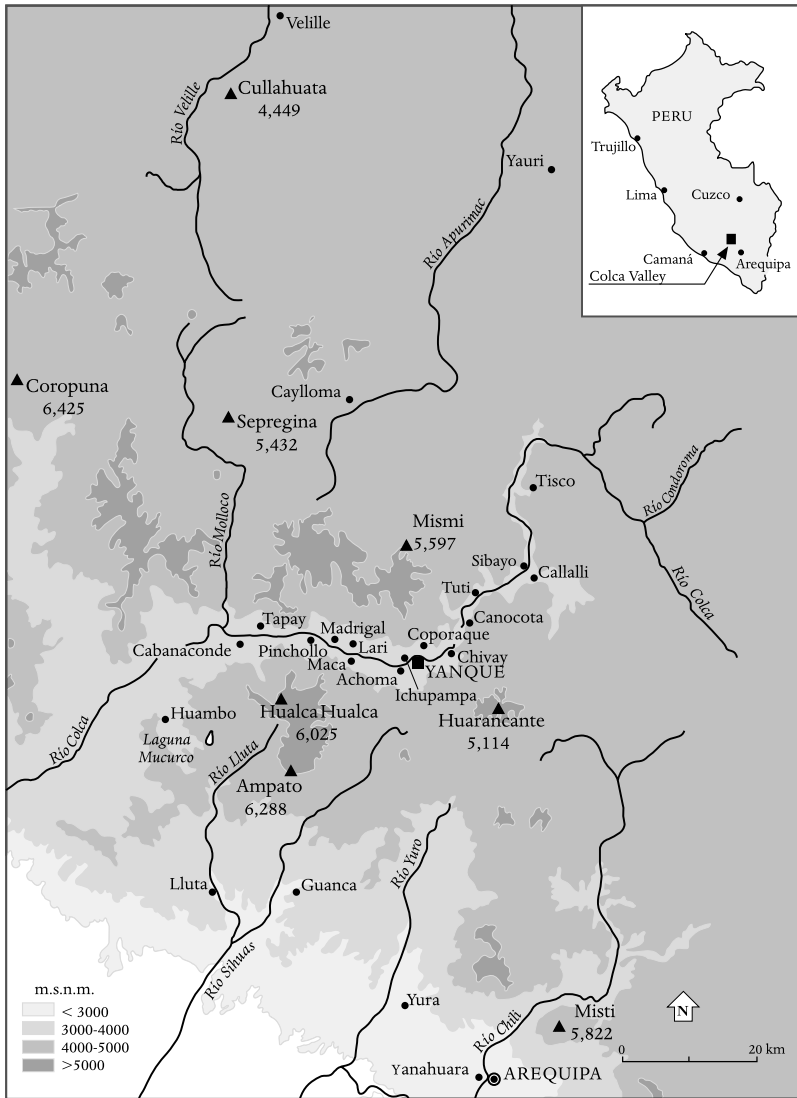 Velille
Río Velille
Cullahuata
4,449
Yauri
Río Apurimac
PERU
Trujillo
Lima
Cuzco
Camaná
Arequipa
Colca Valley
Coropuna
6,425
Caylloma
Sepregina
5,432
Tisco
Río Condoroma
Río Molloco
Mismi
5,597
Sibayo
Callalli
Río Colca
Tuti
Tapay
Canocota
Madrigal
Coporaque
Cabanaconde
Pinchollo
Lari
Chivay
Maca
YANQUE
Achoma
Ichupampa
Hualca Hualca
6,025
Huambo
Huarancante
5,114
Laguna
Mucurco
Río Colca
Río Lluta
Ampato
6,288
Río Yuro
Lluta
Guanca
Río Sihuas
m.s.n.m.
< 3000
3000-4000
4000-5000
>5000
Yura
Río Chili
Misti
5,822
N
0
20 km
Yanahuara
AREQUIPA